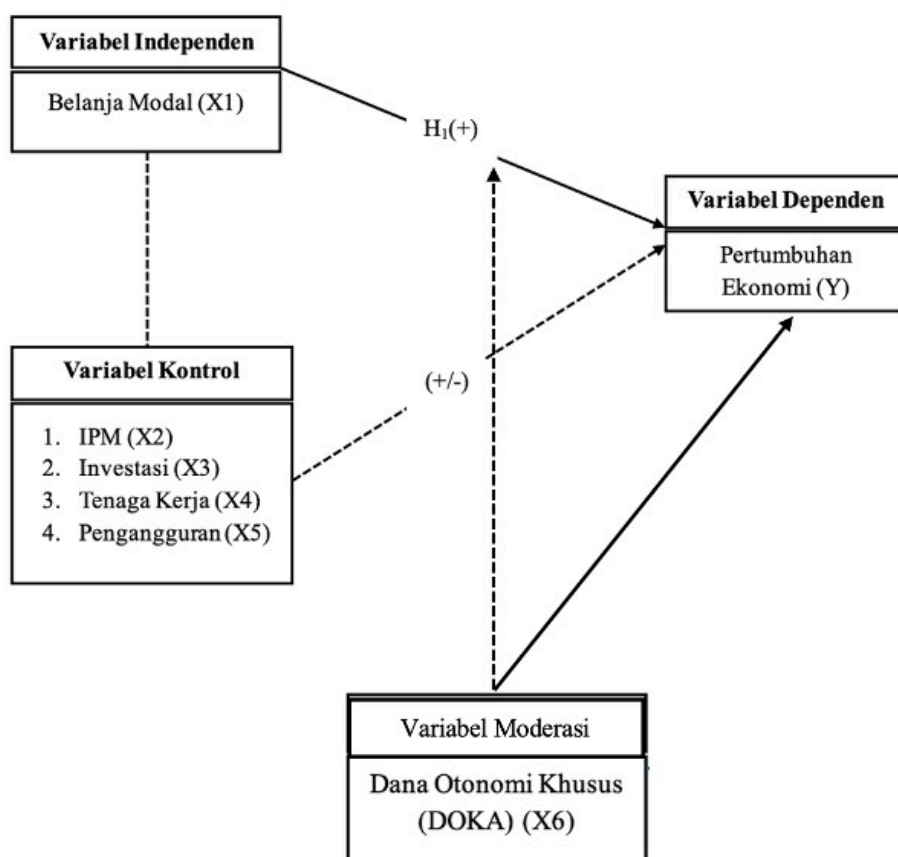 Variabel Independen
Belanja Modal (X1)
H₁(+)
Variabel Dependen
Pertumbuhan
Ekonomi (Y)
Variabel Kontrol
1. IPM (X2)
2. Investasi (X3)
3. Tenaga Kerja (X4)
4. Pengangguran (X5)
(+/-)
Variabel Moderasi
Dana Otonomi Khusus
(DOKA) (X6)